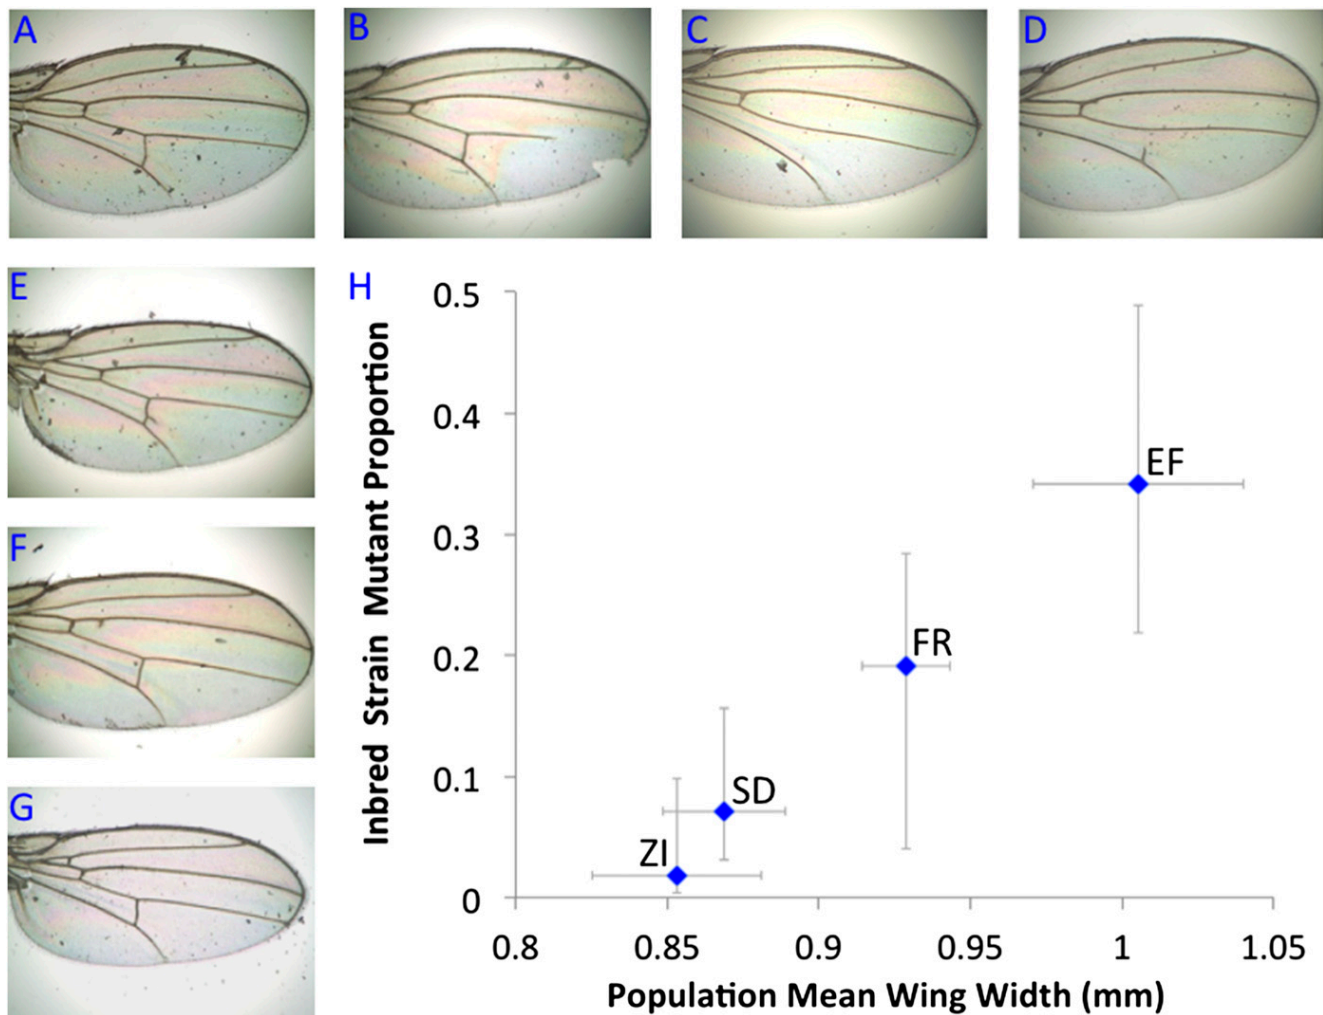 A
B
C
D
E
F
G
H
Inbred Strain Mutant Proportion
0.5
0.4
0.3
0.2
0.1
0
EF
FR
SD
ZI
0.8
0.85
0.9
0.95
1
1.05
Population Mean Wing Width (mm)